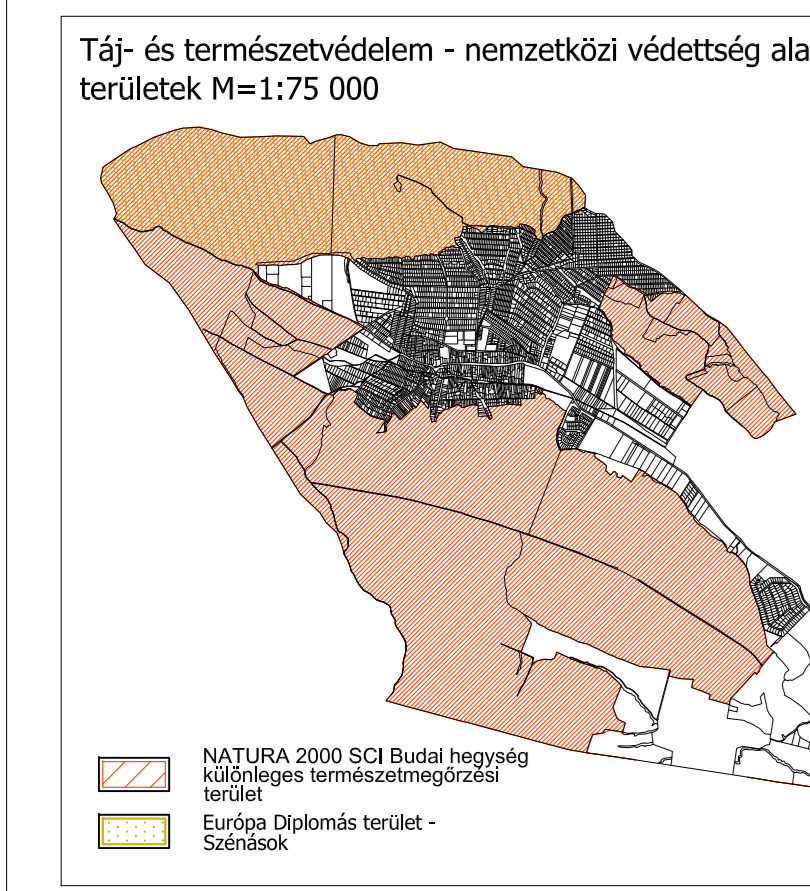 Táj- és természetvédelem - nemzetközi védettség ala
területek M=1:75 000
NATURA 2000 SCI Budai hegység
különleges természetmegőrzési
terület
Európa Diplomás terület -
Szénások